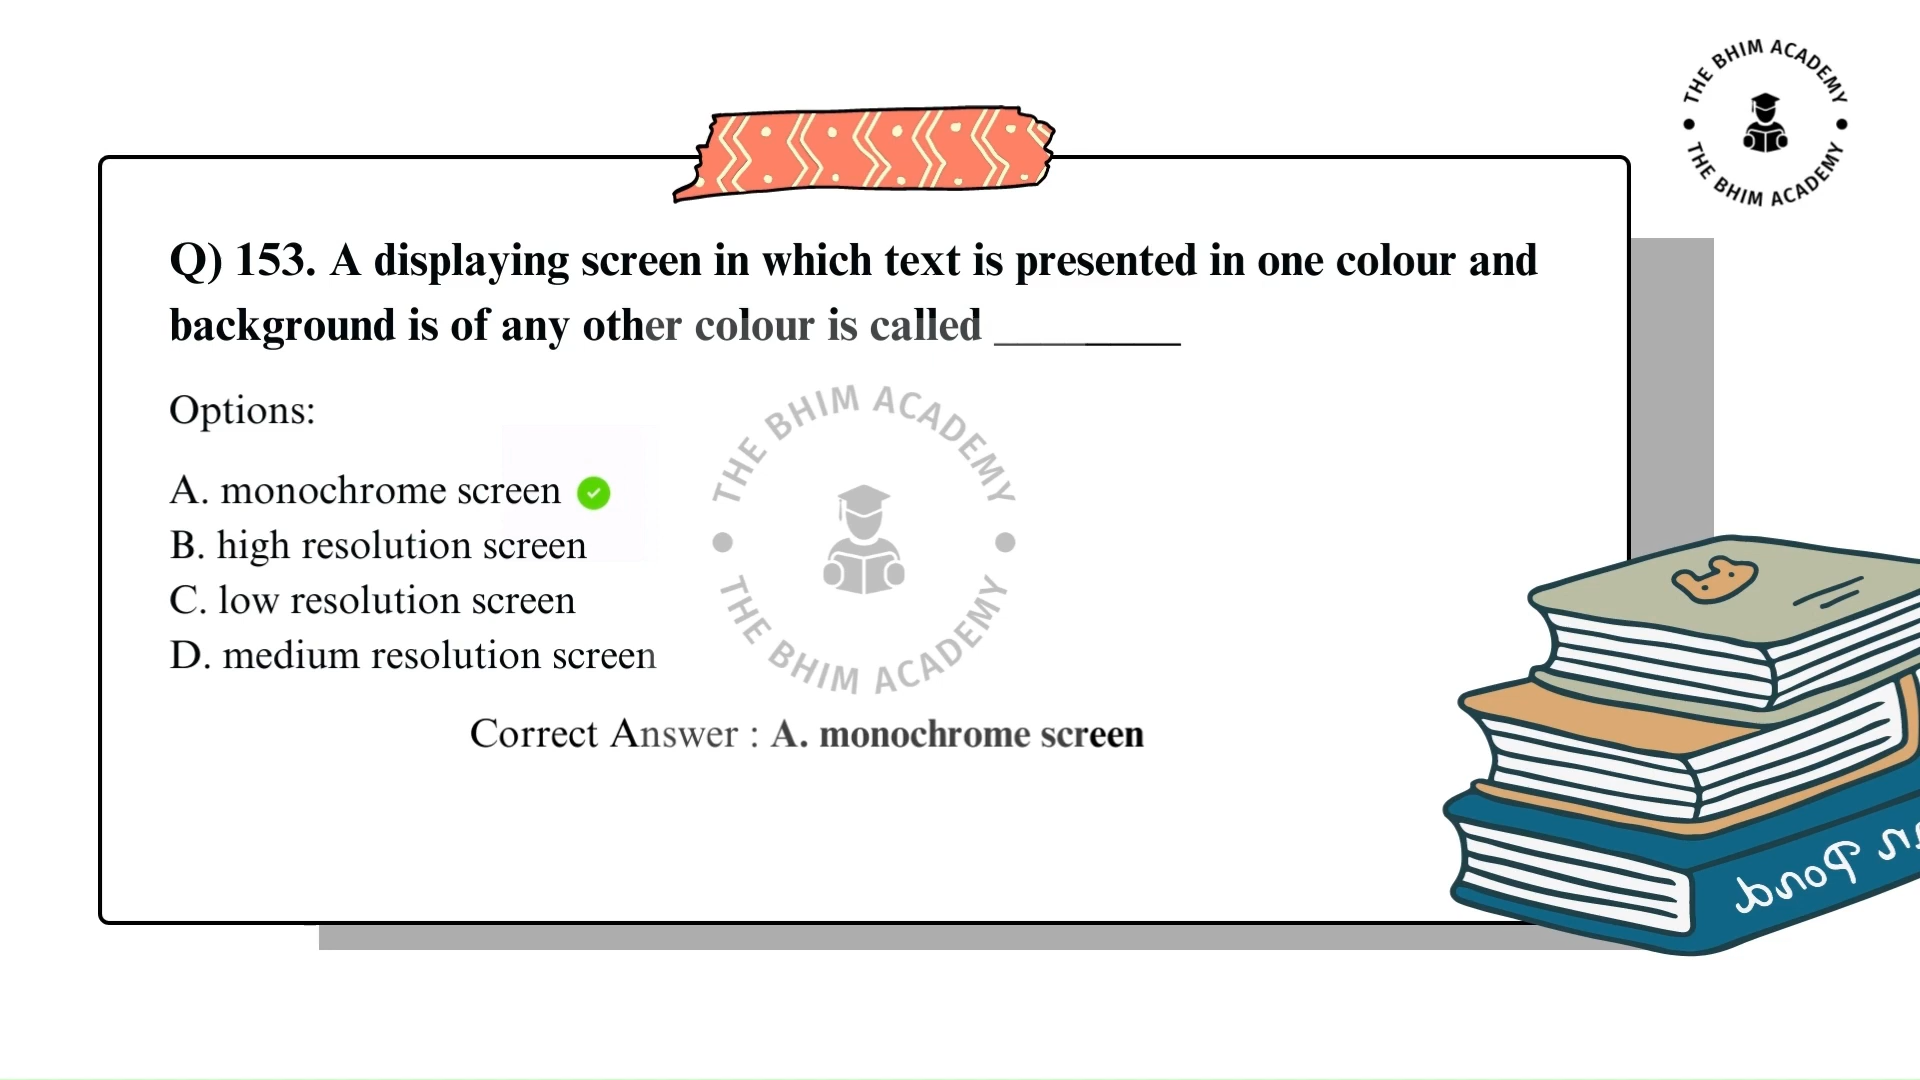 THE BHIM ACADEMY
THE BHIM ACADEMY
Q) 153. A displaying screen in which text is presented in one colour and
background is of any other colour is called ________
Options:
THE BHIM ACADEMY
A. monochrome screen
B. high resolution screen
C. low resolution screen
D. medium resolution screen
THE BHIM ACADEMY
Correct Answer : A. monochrome screen